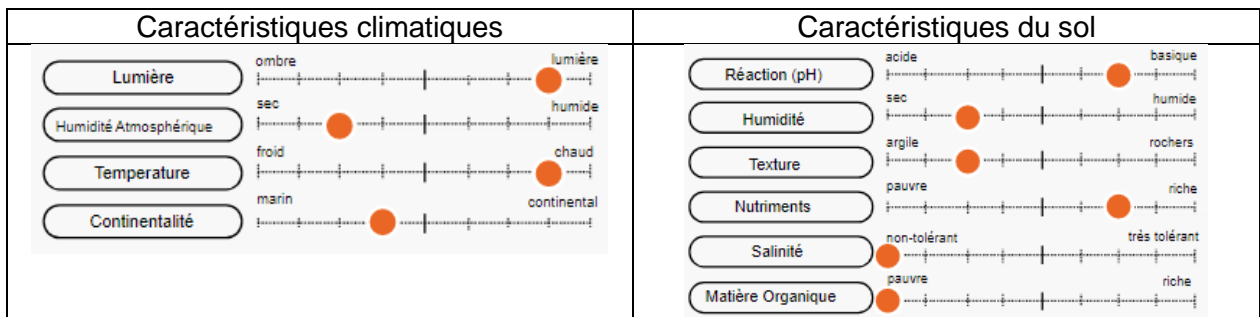 Caractéristiques climatiques
Lumière
ombre
lumière
Humidité Atmosphérique
sec
humide
Temperature
froid
chaud
Continentalité
marin
continental
Caractéristiques du sol
Réaction (pH)
acide
basique
Humidité
sec
humide
Texture
argile
rochers
Nutriments
pauvre
riche
Salinité
non-tolérant
très tolérant
Matière Organique
pauvre
riche